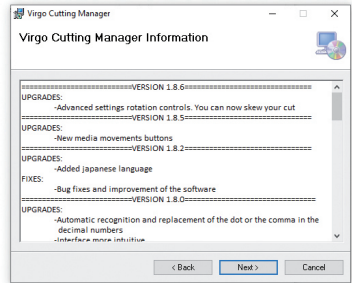 Virgo Cutting Manager
Virgo Cutting Manager Information
============================VERSION 1.8.6================================
UPGRADES:
-Advanced settings rotation controls. You can now skew your cut
============================VERSION 1.8.5================================
UPGRADES:
-New media movements buttons
============================VERSION 1.8.2================================
UPGRADES:
-Added japanese language
FIXES:
-Bug fixes and improvement of the software
============================VERSION 1.8.0=================================
UPGRADES:
-Automatic recognition and replacement of the dot or the comma in the
decimal numbers
-Interface more intuitive
< Back
Next >
Cancel